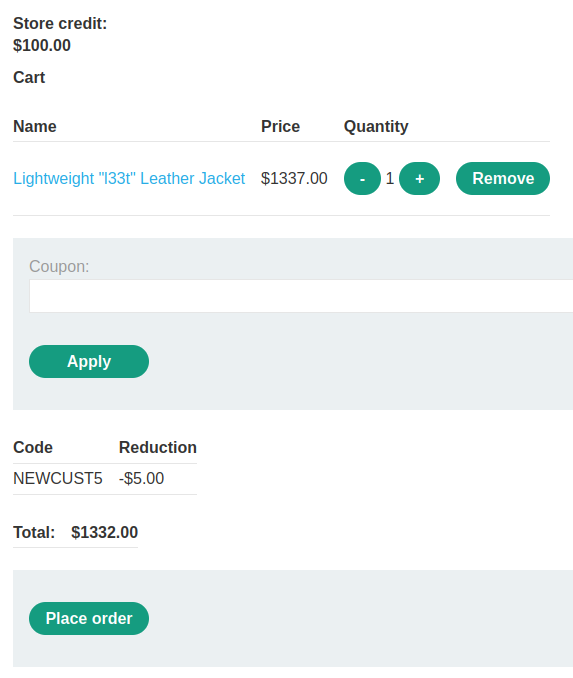 Store credit:
$100.00
Cart
Name Price Quantity
Lightweight "l33t" Leather Jacket $1337.00 - 1 + Remove
Coupon:
Apply
Code Reduction
NEWCUST5 -$5.00
Total: $1332.00
Place order